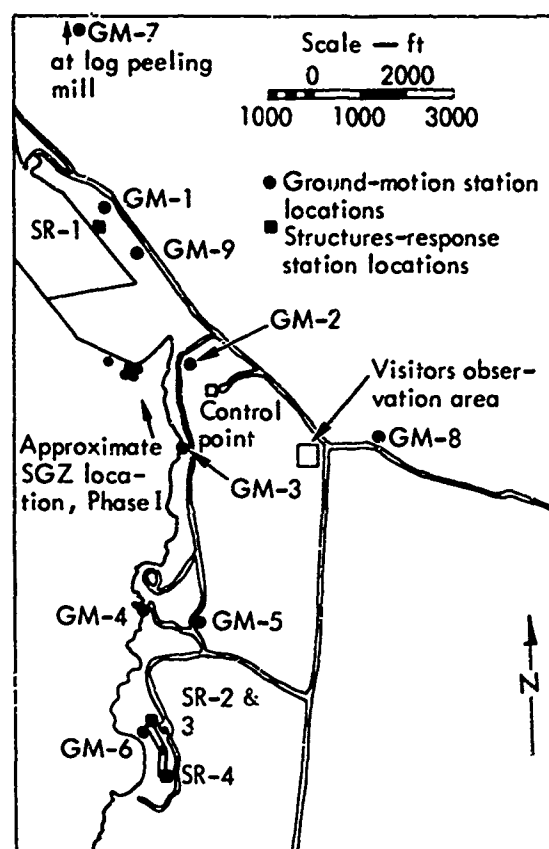 GM-7
at log peeling
mill
Scale — ft
0 2000
1000 1000 3000
Ground-motion station
locations
Structures-response
station locations
GM-1
SR-1
GM-9
GM-2
Visitors obser-
vation area
Control
point
GM-8
Approximate
SGZ loca-
tion, Phase I
GM-3
GM-4
GM-5
N
SR-2 &
3
GM-6
SR-4